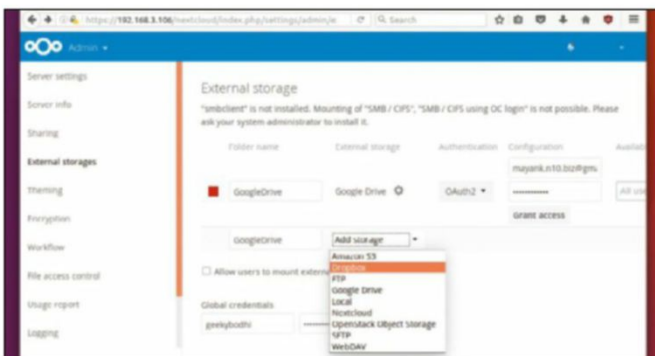 https://192.168.3.106/nextcloud/index.php/settings/admin/e
Search
Admin
Server settings
Server info
Sharing
External storages
Theming
Encryption
Workflow
File access control
Usage report
Logging
External storage
"smbclient" is not installed. Mounting of "SMB / CIFS", "SMB / CIFS using OC login" is not possible. Please
ask your system administrator to install it.
Folder name External storage Authentication Configuration Availabl
mayank.n10.biz@gm
GoogleDrive Google Drive OAuth2 All use
Grant access
GoogleDrive Add storage
Amazon S3
Dropbox
FTP
Google Drive
Local
Nextcloud
OpenStack Object Storage
SFTP
WebDAV
Allow users to mount extern
Global credentials
geekybodhi